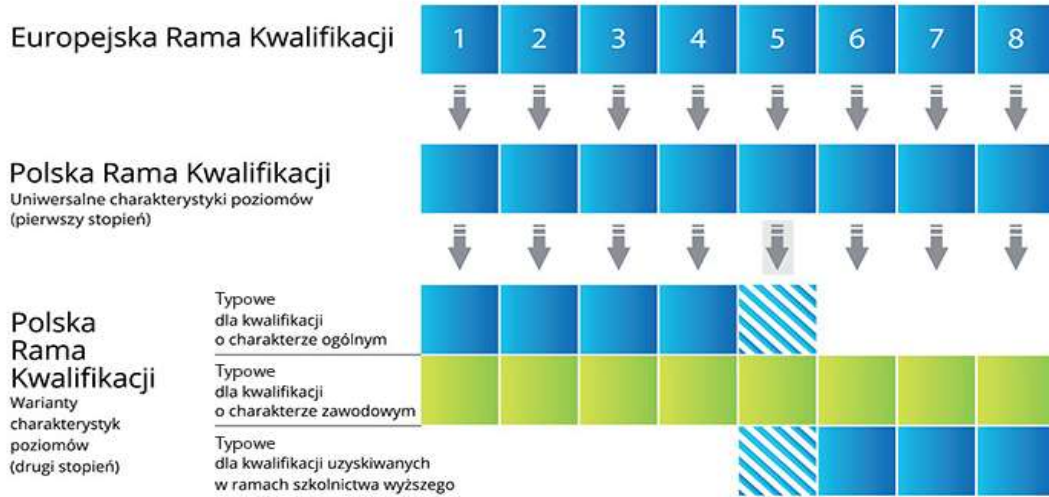 Europejska Rama Kwalifikacji
1 2 3 4 5 6 7 8
Polska Rama Kwalifikacji
Uniwersalne charakterystyki poziomów
(pierwszy stopień)
Polska
Rama
Kwalifikacji
Warianty
charakterystyk
poziomów
(drugi stopień)
Typowe
dla kwalifikacji
o charakterze ogólnym
Typowe
dla kwalifikacji
o charakterze zawodowym
Typowe
dla kwalifikacji uzyskiwanych
w ramach szkolnictwa wyższego